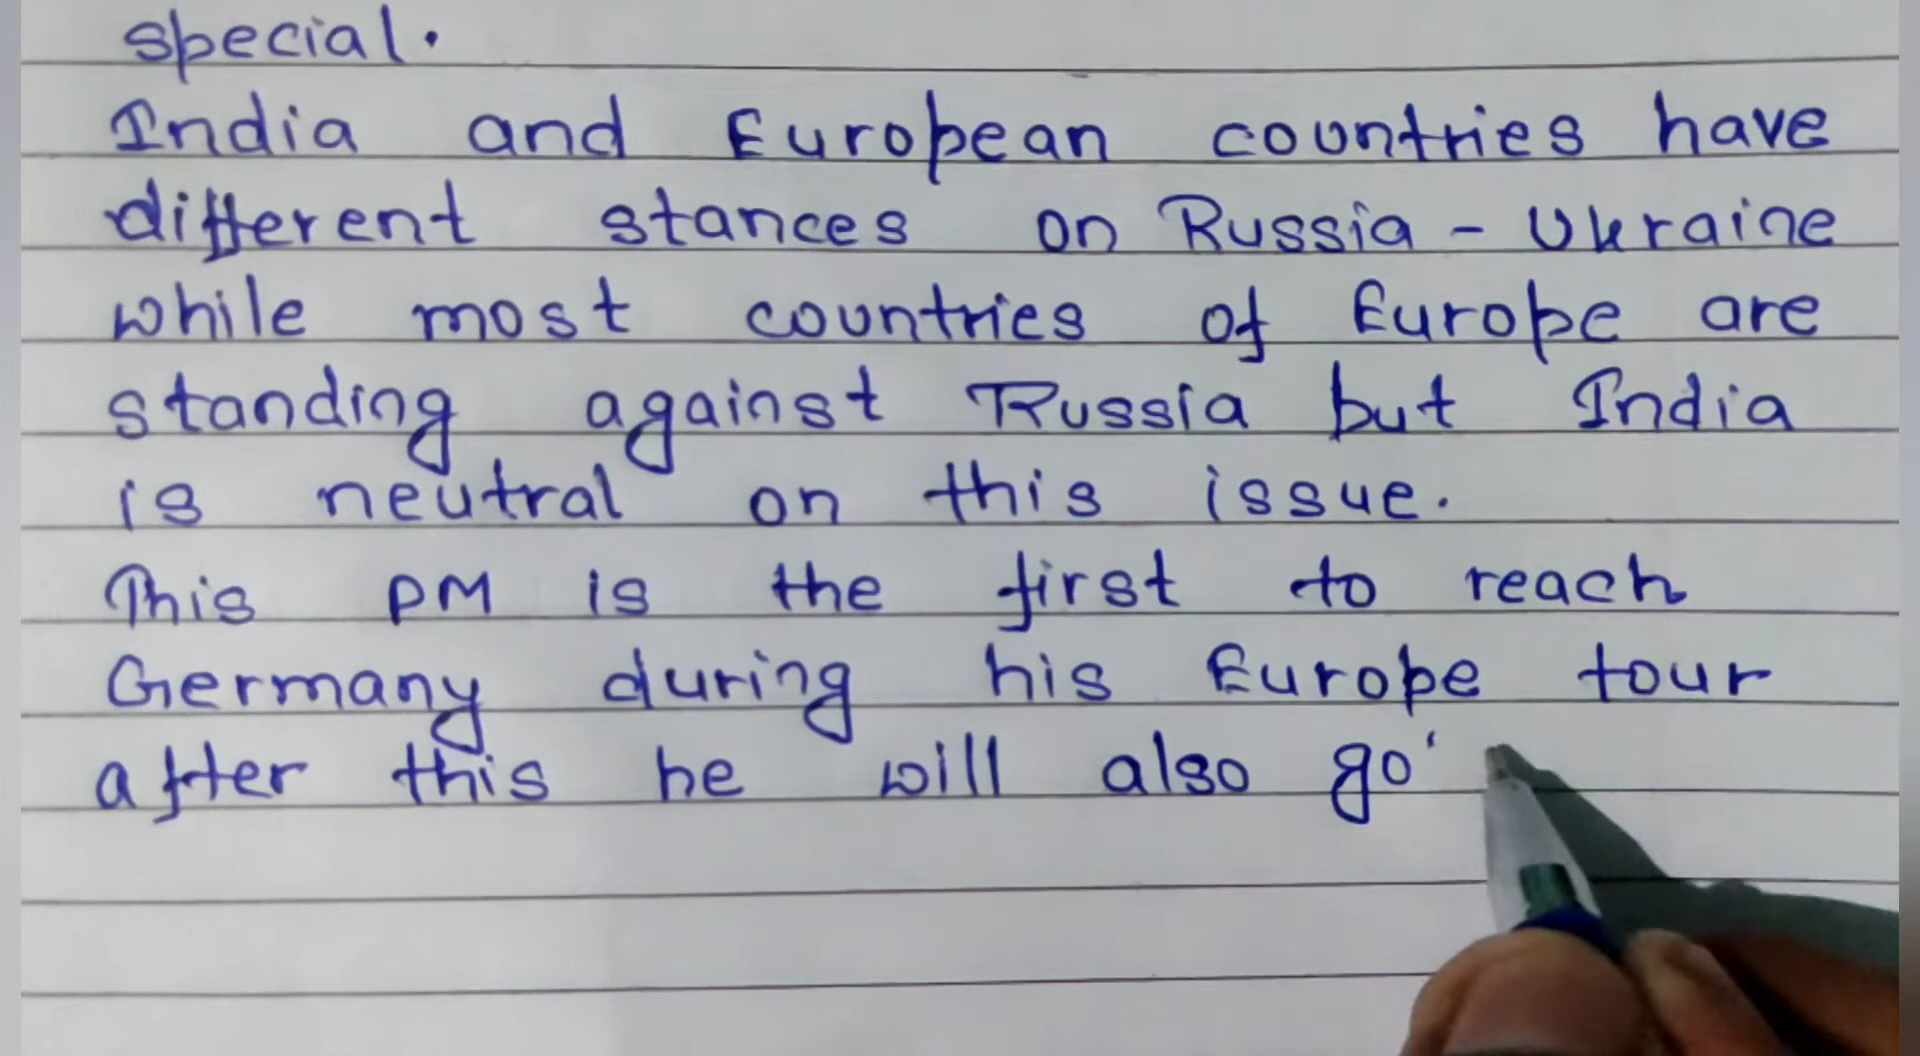 special.
India and European countries have
different stances on Russia - Ukraine
while most countries of Europe are
standing against Russia but India
is neutral on this issue.
This PM is the first to reach
Germany during his Europe tour
after this he will also go